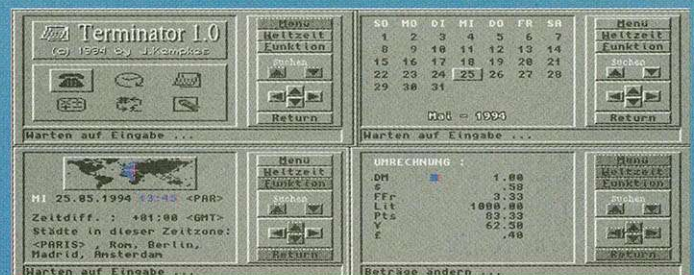 Terminator 1.0
(c) 1994 by J.Kempkes
Menü
Weltzeit
Funktion
Suchen
Return
Warten auf Eingabe ...
SO MO DI MI DO FR SA
1 2 3 4 5 6 7
8 9 10 11 12 13 14
15 16 17 18 19 20 21
22 23 24 25 26 27 28
29 30 31
Mai - 1994
Menü
Weltzeit
Funktion
Suchen
Return
Warten auf Eingabe ...
MI 25.05.1994 13:45 <PAR>
Zeitdiff. : +01:00 <GMT>
Städte in dieser Zeitzone:
<PARIS> , Rom, Berlin,
Madrid, Amsterdam
Menü
Weltzeit
Funktion
Suchen
Return
Warten auf Eingabe ...
UMRECHNUNG :
DM 1.00
$ .58
FFr 3.33
Lit 1000.00
Pts 83.33
Y 62.50
£ .40
Menü
Weltzeit
Funktion
Suchen
Return
Beträge ändern ...